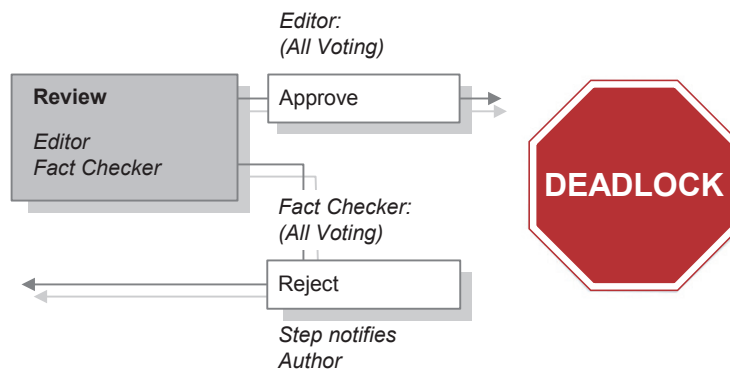 Editor:
(All Voting)
Review
Approve
Editor
Fact Checker
DEADLOCK
Fact Checker:
(All Voting)
Reject
Step notifies
Author